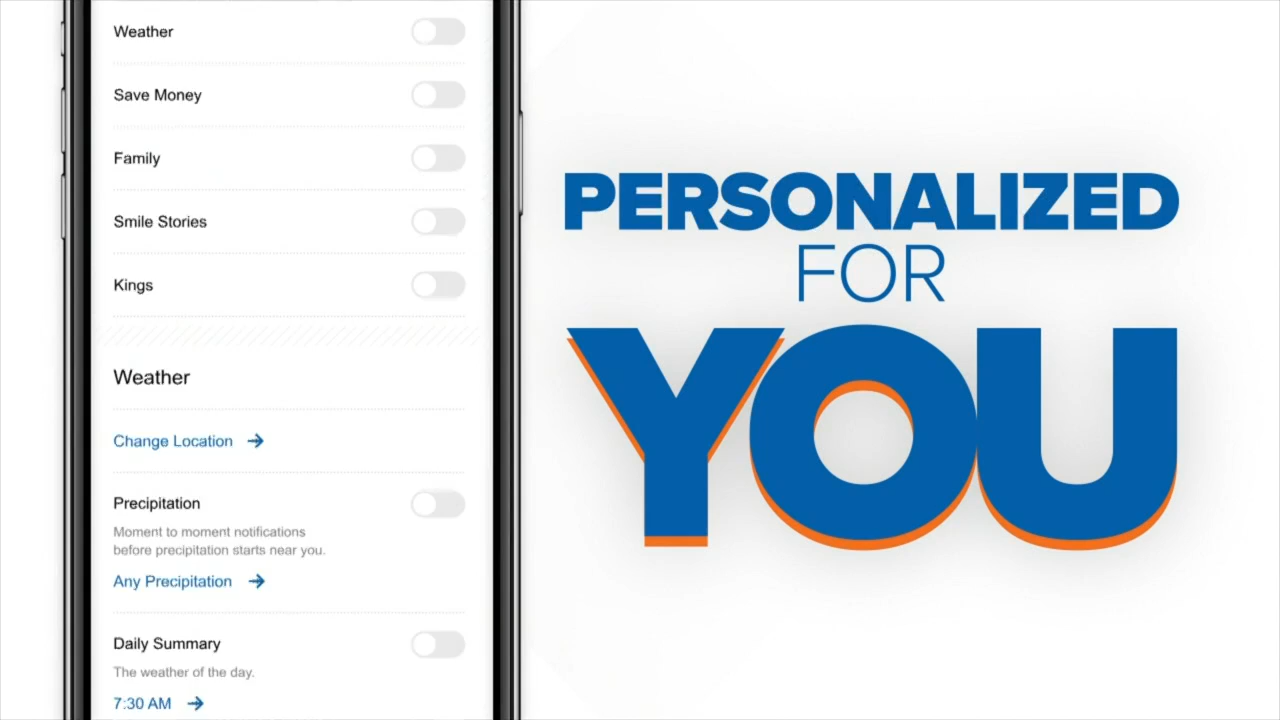 Weather
Save Money
Family
Smile Stories
Kings
Weather
Change Location
Precipitation
Moment to moment notifications
before precipitation starts near you.
Any Precipitation
Daily Summary
The weather of the day.
7:30 AM
PERSONALIZED
FOR
YOU